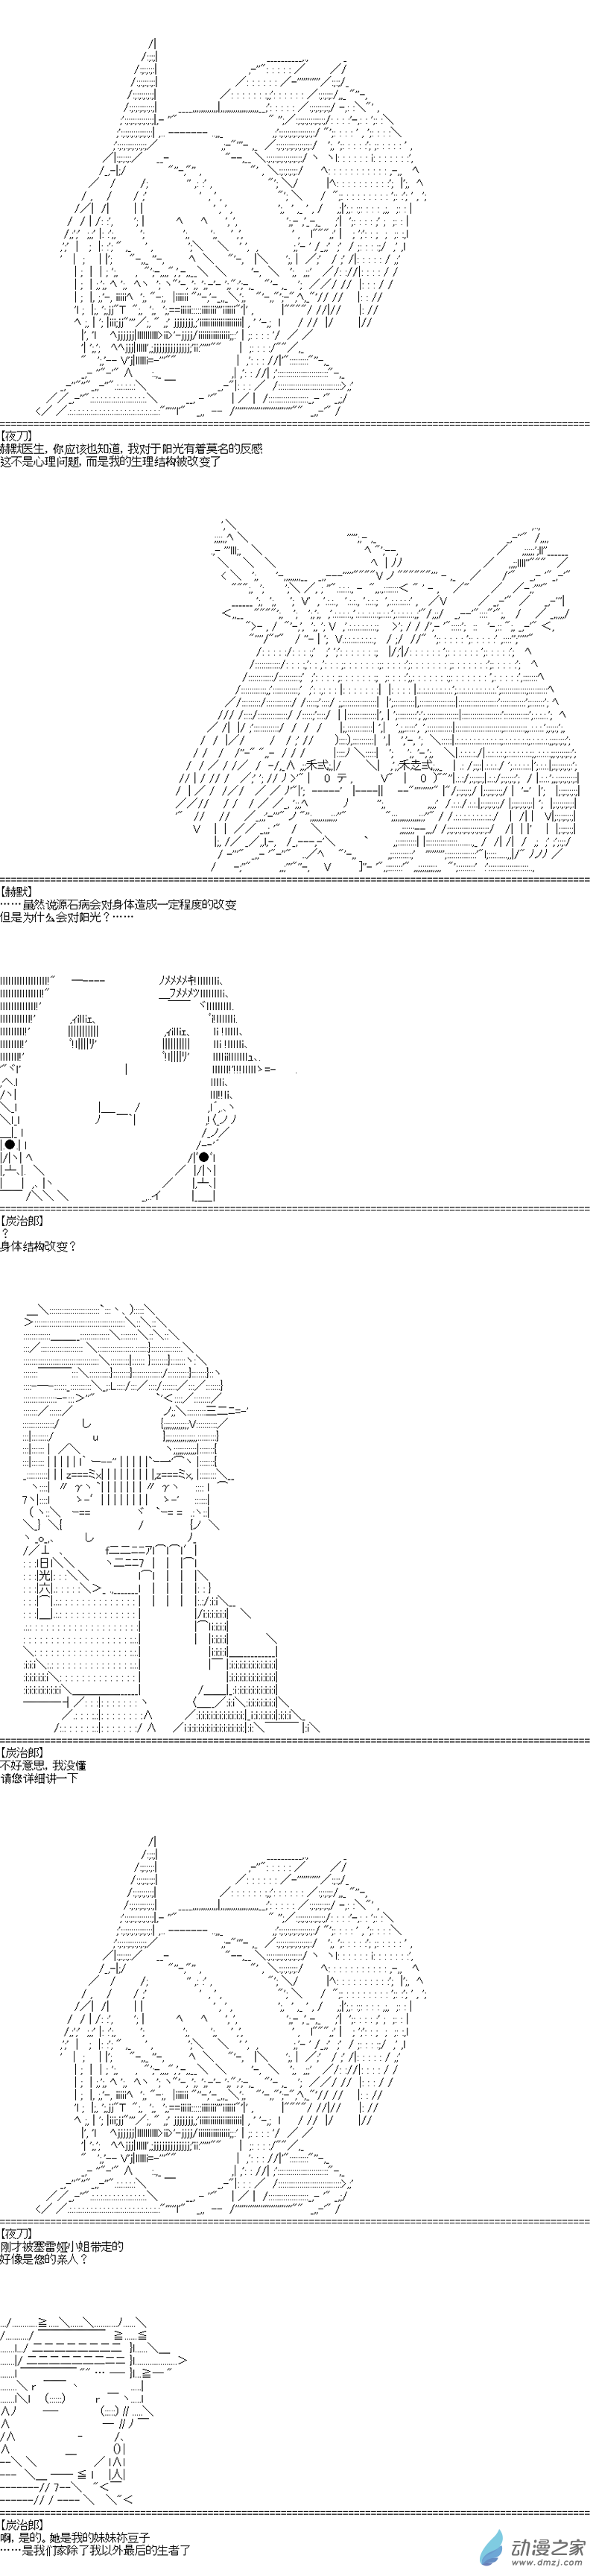 【夜刀】
赫默医生，你应该也知道，我对于阳光有着莫名的反感
这不是心理问题，而是我的生理结构被改变了
【赫默】
……虽然说源石病会对身体造成一定程度的改变
但是为什么会对阳光？……
【炭治郎】
？
身体结构改变？
【炭治郎】
不好意思，我没懂
请您详细讲一下
【夜刀】
刚才被塞雷娅小姐带走的
好像是您的亲人？
【炭治郎】
啊，是的。她是我的妹妹祢豆子
……是我们家除了我以外最后的生者了
动漫之家
www.dmzj.com